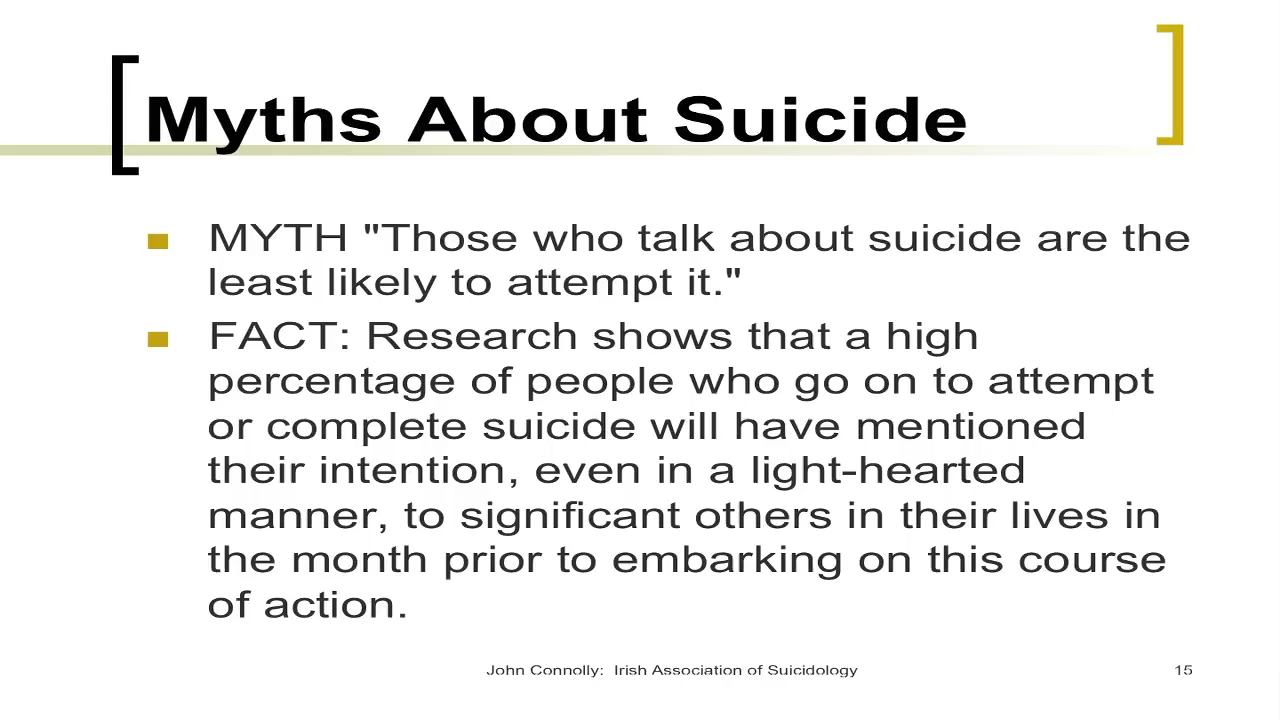 Myths About Suicide
MYTH "Those who talk about suicide are the
least likely to attempt it."
FACT: Research shows that a high
percentage of people who go on to attempt
or complete suicide will have mentioned
their intention, even in a light-hearted
manner, to significant others in their lives in
the month prior to embarking on this course
of action.
John Connolly: Irish Association of Suicidology
15